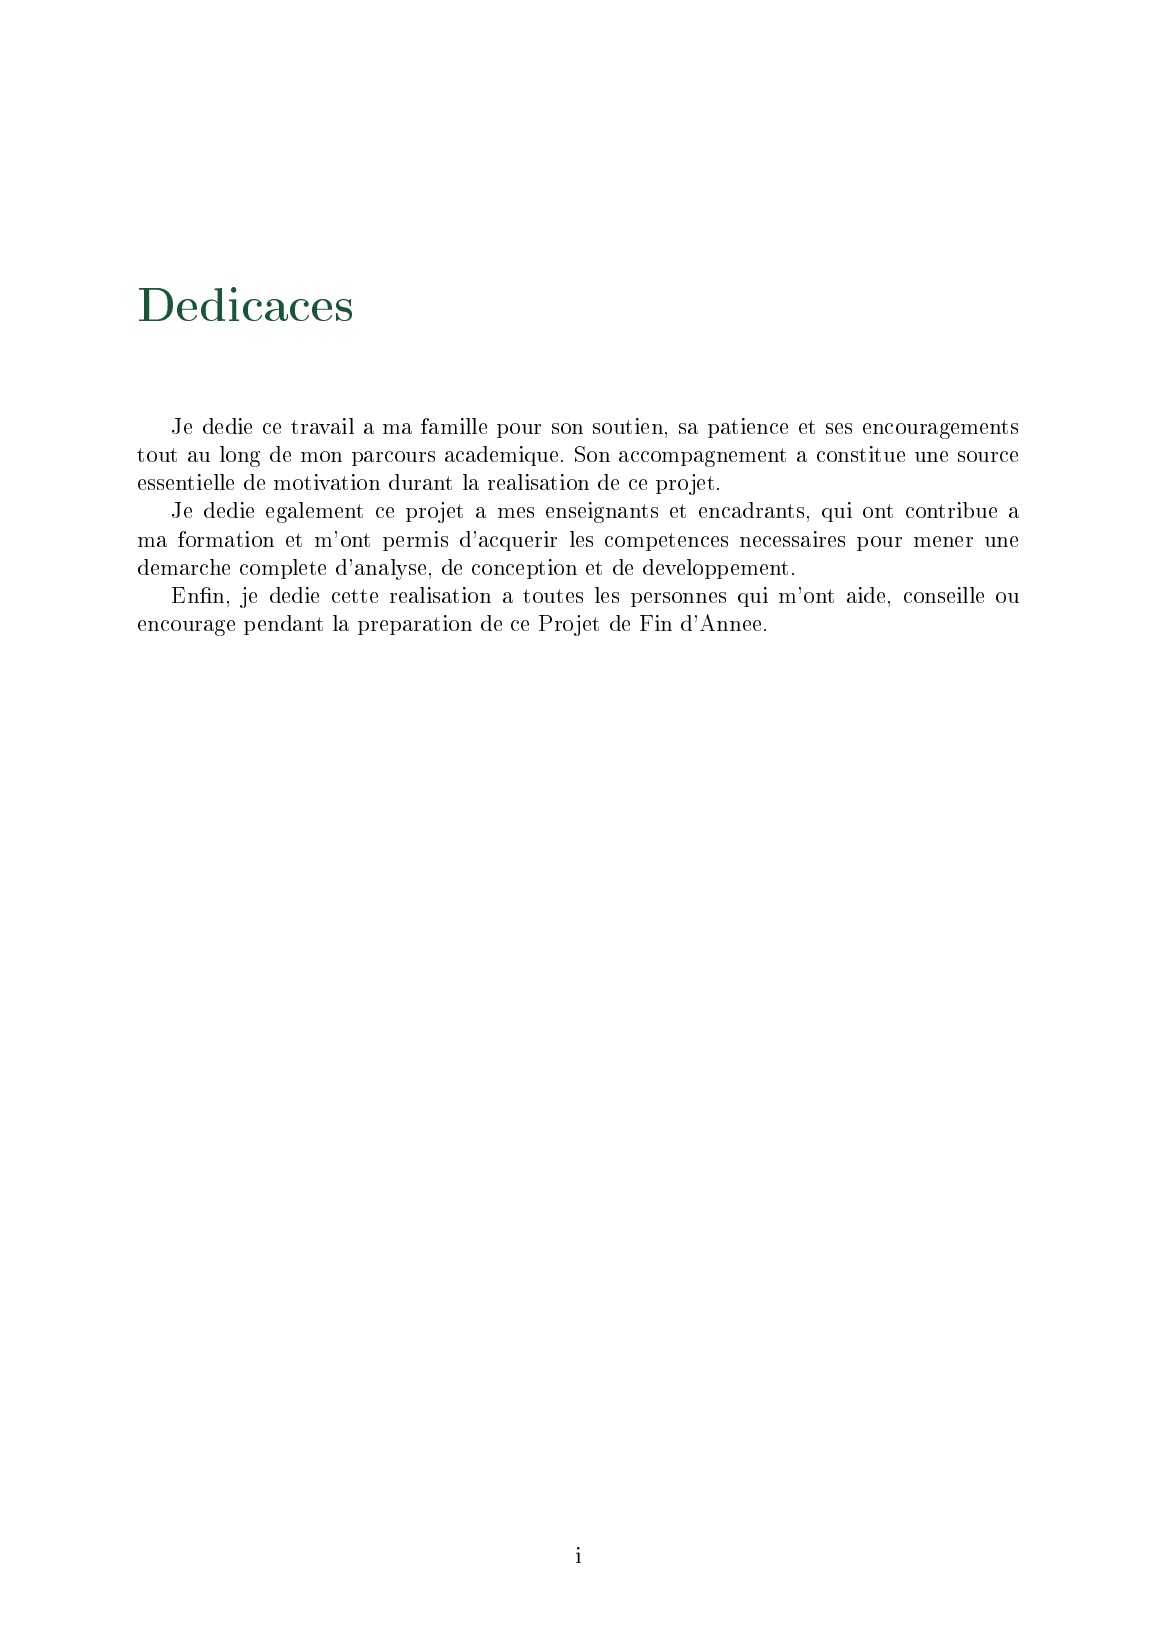 Dedicaces
Je dedie ce travail a ma famille pour son soutien, sa patience et ses encouragements
tout au long de mon parcours academique. Son accompagnement a constitue une source
essentielle de motivation durant la realisation de ce projet.
Je dedie egalement ce projet a mes enseignants et encadrants, qui ont contribue a
ma formation et m'ont permis d'acquerir les competences necessaires pour mener une
demarche complete d'analyse, de conception et de developpement.
Enfin, je dedie cette realisation a toutes les personnes qui m'ont aide, conseille ou
encourage pendant la preparation de ce Projet de Fin d'Annee.
i